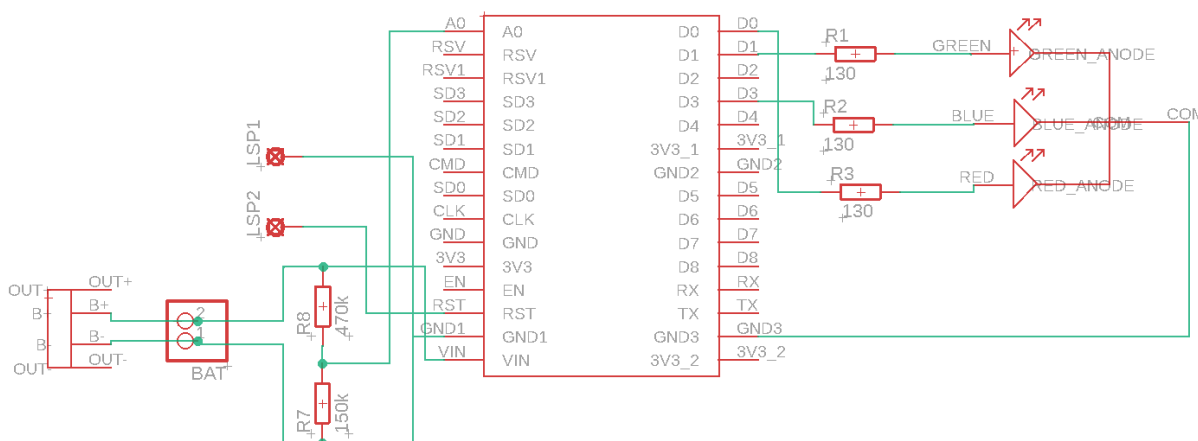 A0 A0 D0 D0
RSV RSV D1 D1
RSV1 RSV1 D2 D2
SD3 SD3 D3 D3
SD2 SD2 D4 D4
SD1 SD1 3V3_1 3V3_1
CMD CMD GND2 GND2
SD0 SD0 D5 D5
CLK CLK D6 D6
GND GND D7 D7
3V3 3V3 D8 D8
EN EN RX RX
RST RST TX TX
GND1 GND1 GND3 GND3
VIN VIN 3V3_2 3V3_2
R1
130
GREEN
GREEN_ANODE
R2
130
BLUE
BLUE_ANODE
COM
COM
R3
130
RED
RED_ANODE
LSP1
LSP2
OUT+
OUT
B+
B
B-
B
OUT-
OUT
2
1
BAT
R8
470k
R7
150k